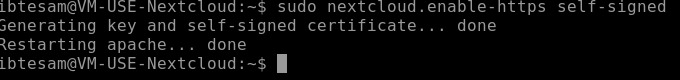 ibtesam@VM-USE-Nextcloud:~$ sudo nextcloud.enable-https self-signed
Generating key and self-signed certificate... done
Restarting apache... done
ibtesam@VM-USE-Nextcloud:~$